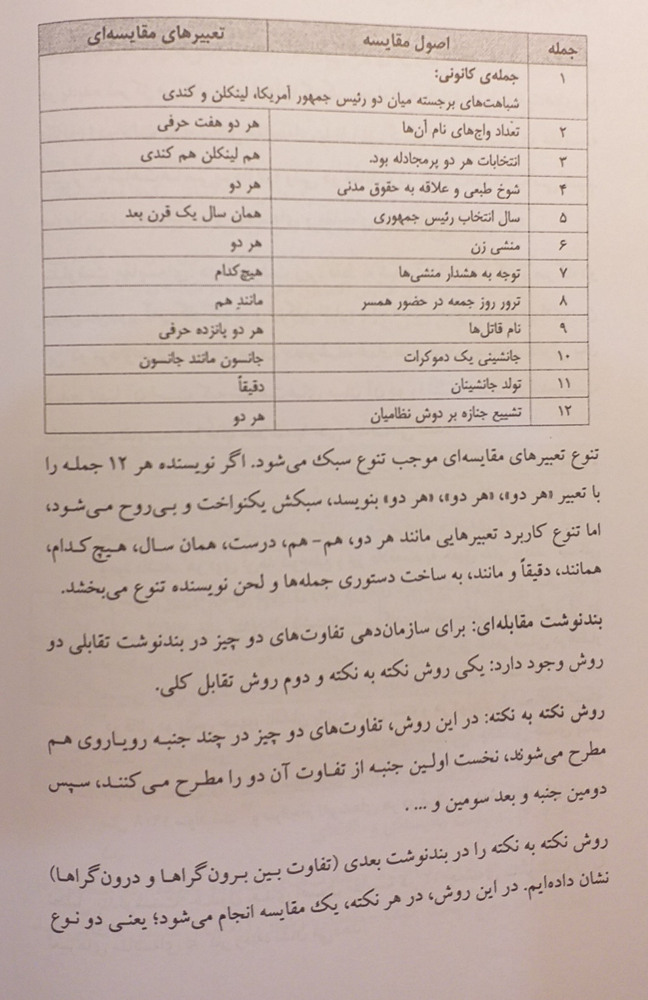 جمله اصول مقایسه تعبیرهای مقایسه‌ای
۱ جمله‌ی کانونی:
شباهت‌های برجسته میان دو رئیس جمهور آمریکا، لینکلن و کندی
۲ تعداد واج‌های نام آن‌ها هر دو هفت حرفی
۳ انتخابات هر دو پرمجادله بود. هم لینکلن هم کندی
۴ شوخ طبعی و علاقه به حقوق مدنی هر دو
۵ سال انتخاب رئیس جمهوری همان سال یک قرن بعد
۶ منشی زن هر دو
۷ توجه به هشدار منشی‌ها هیچ‌کدام
۸ ترور روز جمعه در حضور همسر مانندِ هم
۹ نام قاتل‌ها هر دو پانزده حرفی
۱۰ جانشینی یک دموکرات جانسون مانند جانسون
۱۱ تولد جانشینان دقیقاً
۱۲ تشییع جنازه بر دوش نظامیان هر دو
تنوع تعبیرهای مقایسه‌ای موجب تنوع سبک می‌شود. اگر نویسنده هر ۱۲ جمله را
با تعبیر «هر دو»، «هر دو»، «هر دو» بنویسد، سبکش یکنواخت و بی‌روح می‌شود،
اما تنوع کاربرد تعبیرهایی مانند هر دو، هم- هم، درست، همان سال، هیچ‌کدام،
همانند، دقیقاً و مانند، به ساخت دستوری جمله‌ها و لحن نویسنده تنوع می‌بخشد.
بندنوشت مقابله‌ای: برای سازمان‌دهی تفاوت‌های دو چیز در بندنوشت تقابلی دو
روش وجود دارد: یکی روش نکته به نکته و دوم روش تقابل کلی.
روش نکته به نکته: در این روش، تفاوت‌های دو چیز در چند جنبه رویاروی هم
مطرح می‌شوند، نخست اولین جنبه از تفاوت آن دو را مطرح می‌کنند، سپس
دومین جنبه و بعد سومین و ... .
روش نکته به نکته را در بندنوشت بعدی (تفاوت بین برون‌گراها و درون‌گراها)
نشان داده‌ایم. در این روش، در هر نکته، یک مقایسه انجام می‌شود؛ یعنی دو نوع